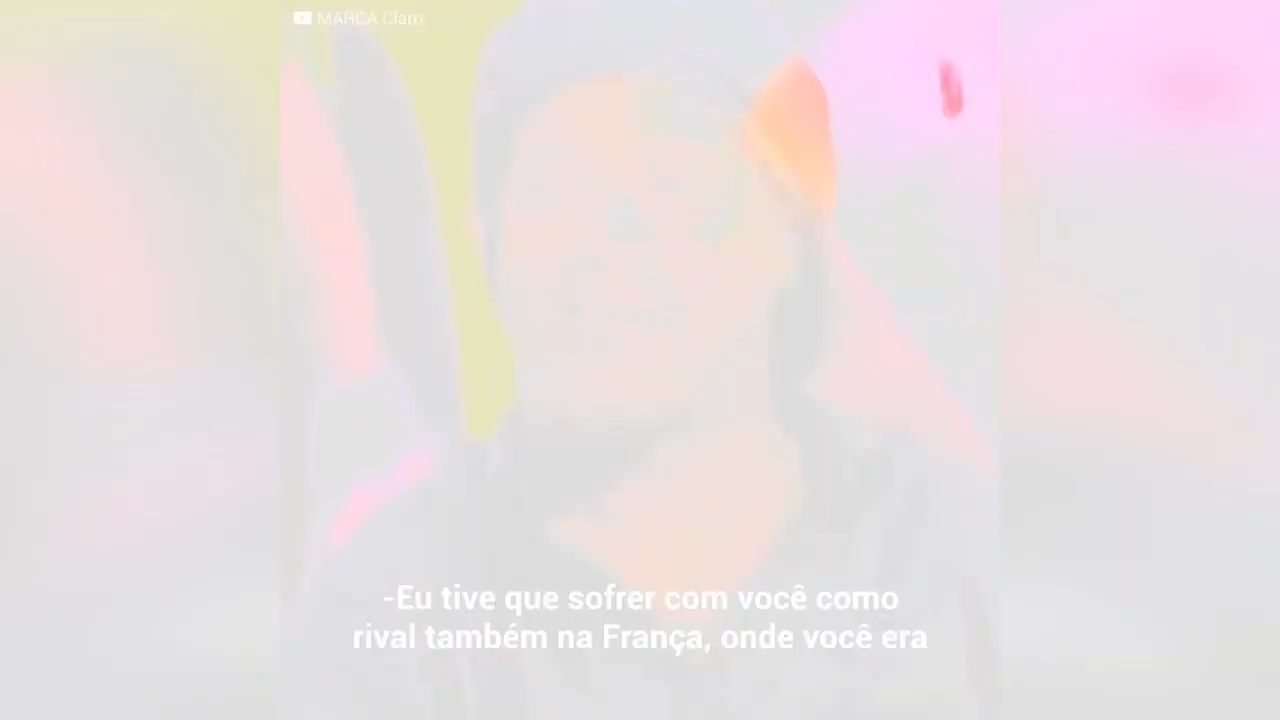 MARCA Claro
-Eu tive que sofrer com você como
rival também na França, onde você era